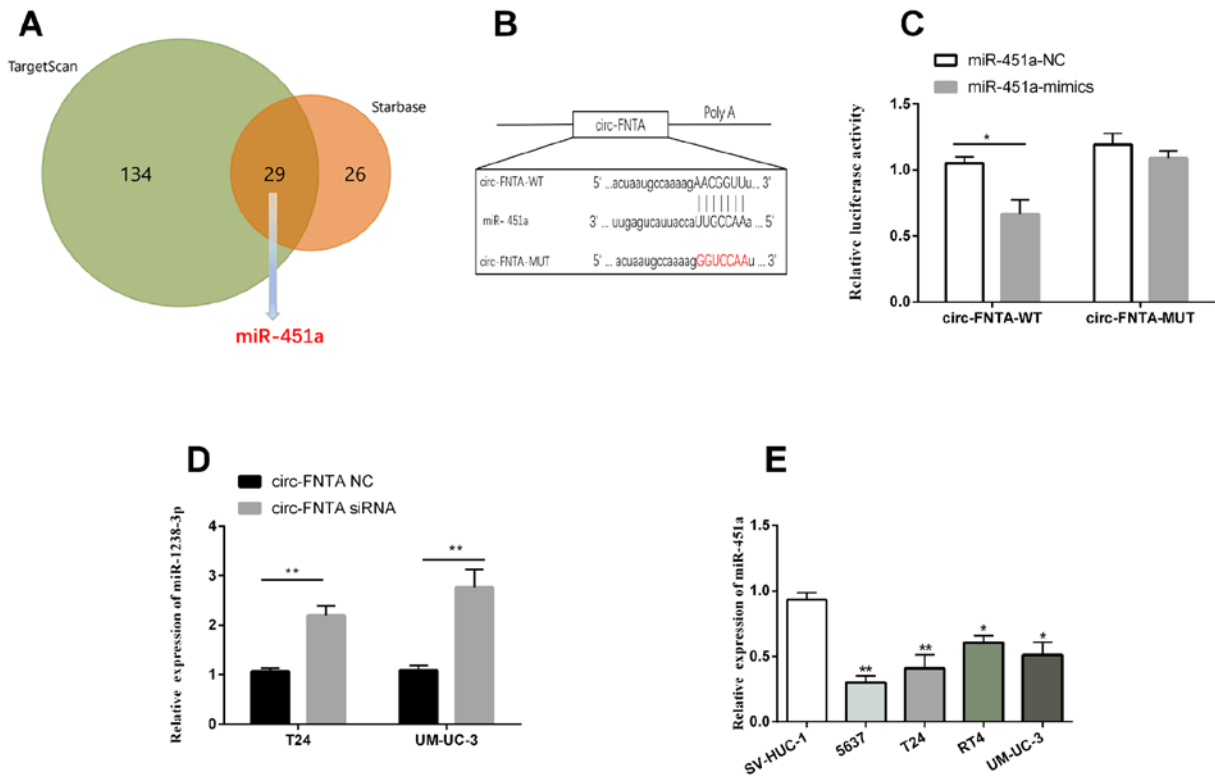 A
TargetScan
Starbase
134
29
26
miR-451a
B
circ-FNTA
Poly A
circ-FNTA-WT 5' ...acuaaugccaaaagAACGGUUu... 3'
miR- 451a 3' ... uugagucauuaccaUUGCCAAa... 5'
circ-FNTA-MUT 5' ... acuaaugccaaaagGGUCCAAu... 3'
C
miR-451a-NC
miR-451a-mimics
Relative luciferase activity
1.5
1.0
0.5
0.0
*
circ-FNTA-WT
circ-FNTA-MUT
D
circ-FNTA NC
circ-FNTA siRNA
Relative expression of miR-1238-3p
4
3
2
1
0
**
**
T24
UM-UC-3
E
Relative expression of miR-451a
1.5
1.0
0.5
0.0
**
**
*
*
SV-HUC-1
5637
T24
RT4
UM-UC-3